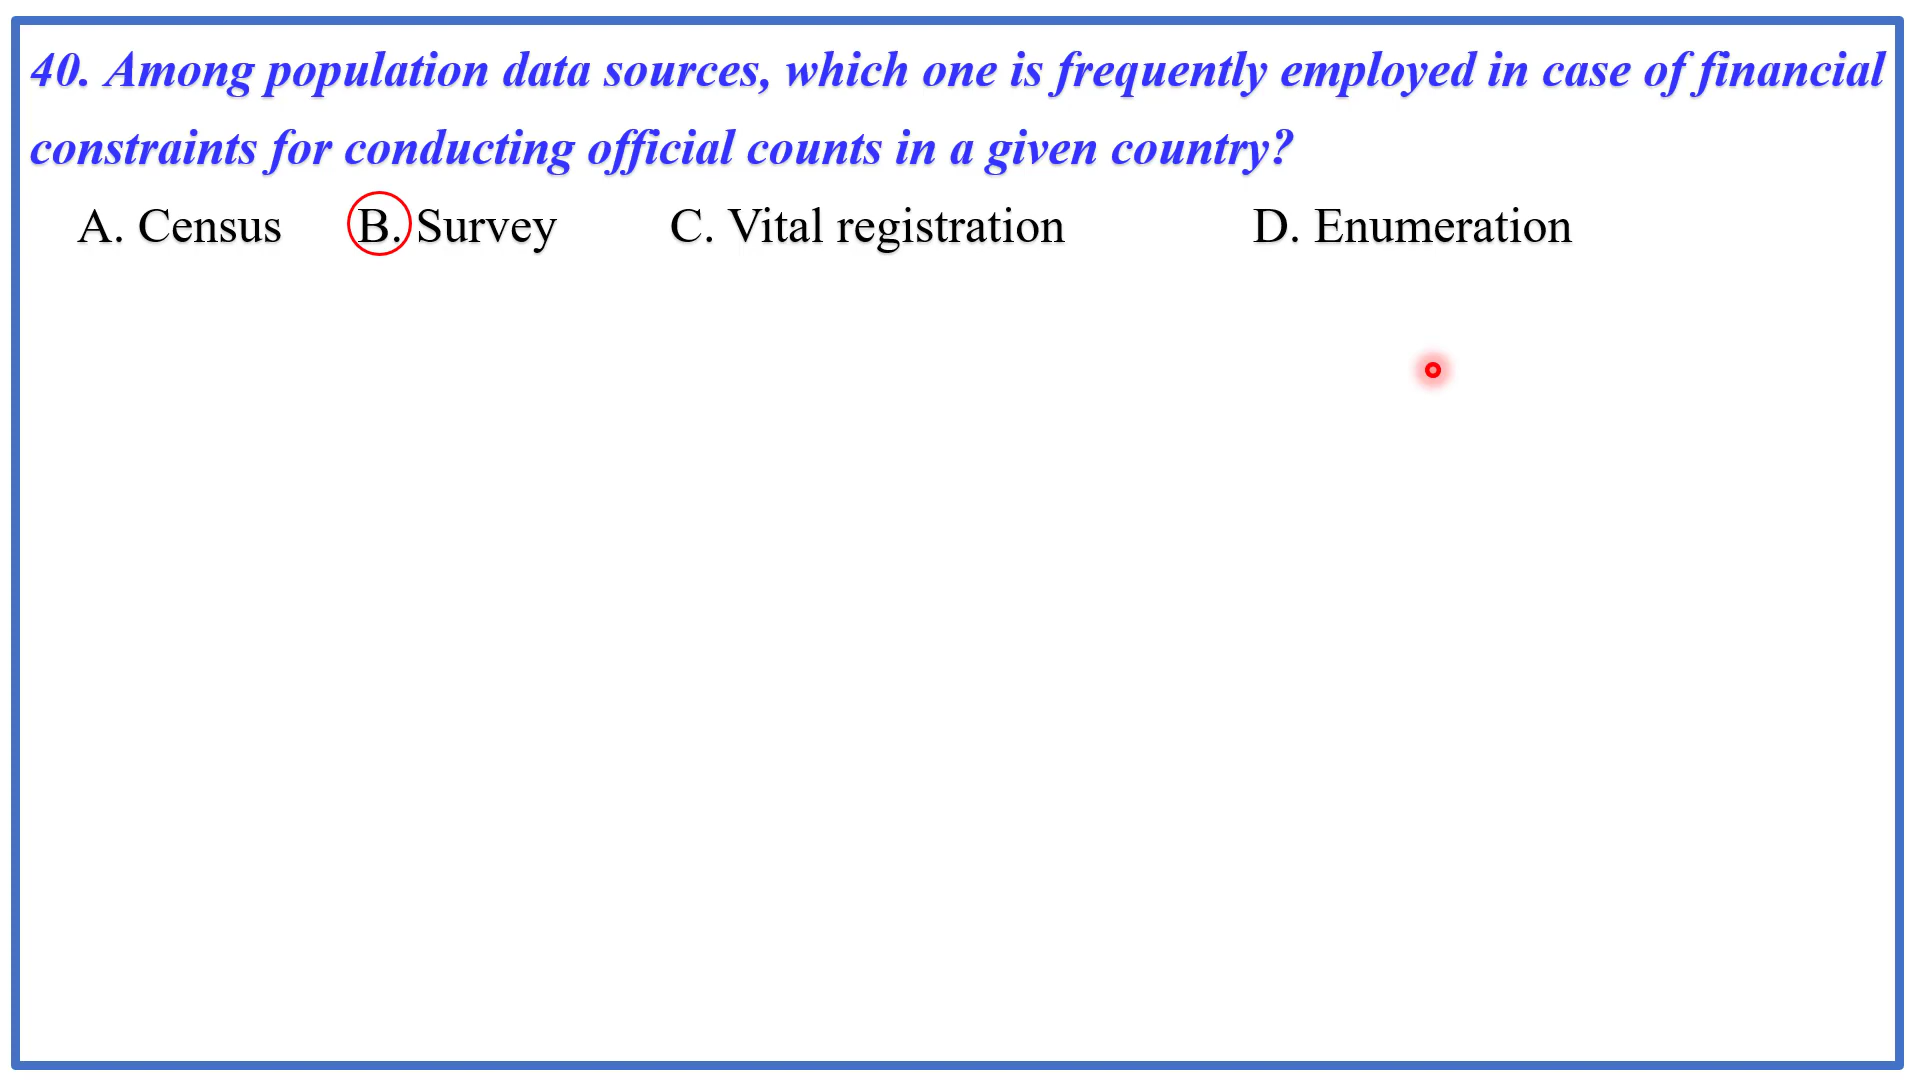 40. Among population data sources, which one is frequently employed in case of financial
constraints for conducting official counts in a given country?
A. Census B. Survey C. Vital registration D. Enumeration